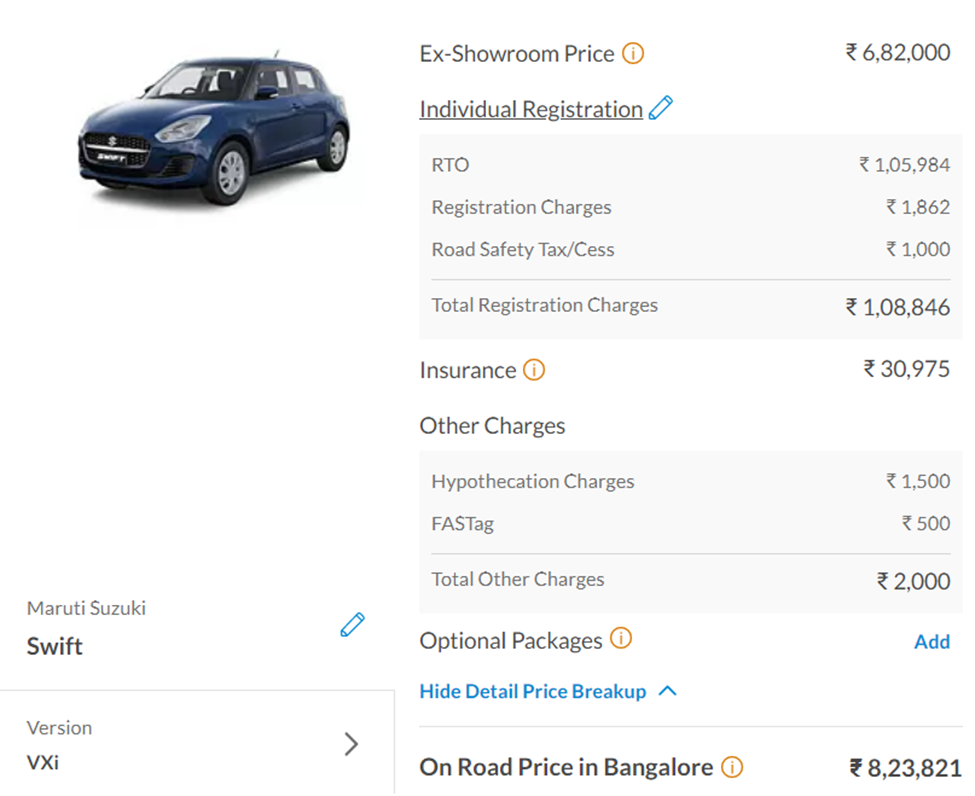 SWIFT
Maruti Suzuki
Swift
Version
VXi
Ex-Showroom Price
₹ 6,82,000
Individual Registration
RTO ₹ 1,05,984
Registration Charges ₹ 1,862
Road Safety Tax/Cess ₹ 1,000
Total Registration Charges ₹ 1,08,846
Insurance ₹ 30,975
Other Charges
Hypothecation Charges ₹ 1,500
FASTag ₹ 500
Total Other Charges ₹ 2,000
Optional Packages Add
Hide Detail Price Breakup
On Road Price in Bangalore ₹ 8,23,821